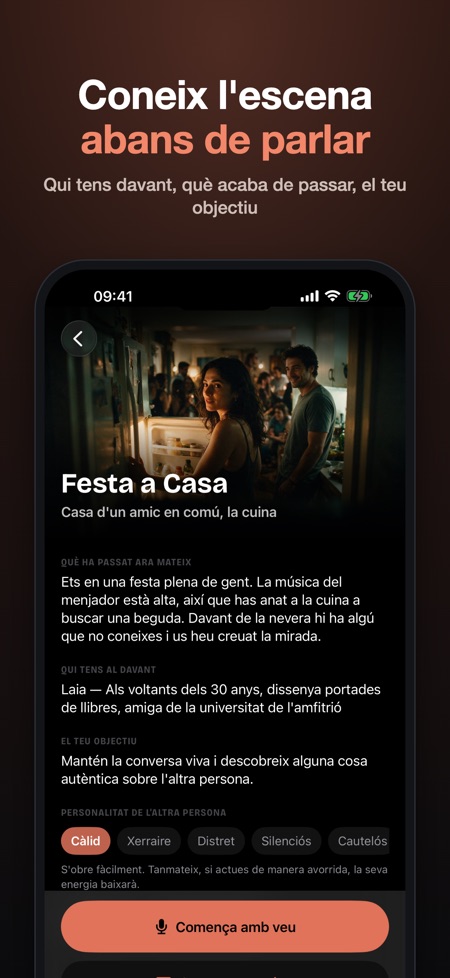 Coneix l'escena
abans de parlar
Qui tens davant, què acaba de passar, el teu
objectiu
09:41
Festa a Casa
Casa d'un amic en comú, la cuina
QUÈ HA PASSAT ARA MATEIX
Ets en una festa plena de gent. La música del
menjador està alta, així que has anat a la cuina a
buscar una beguda. Davant de la nevera hi ha algú
que no coneixes i us heu creuat la mirada.
QUI TENS AL DAVANT
Laia — Als voltants dels 30 anys, dissenya portades
de llibres, amiga de la universitat de l'amfitrió
EL TEU OBJECTIU
Mantén la conversa viva i descobreix alguna cosa
autèntica sobre l'altra persona.
PERSONALITAT DE L'ALTRA PERSONA
Càlid Xerraire Distret Silenciós Cautelós
S'obre fàcilment. Tanmateix, si actues de manera avorrida, la seva
energia baixarà.
Comença amb veu